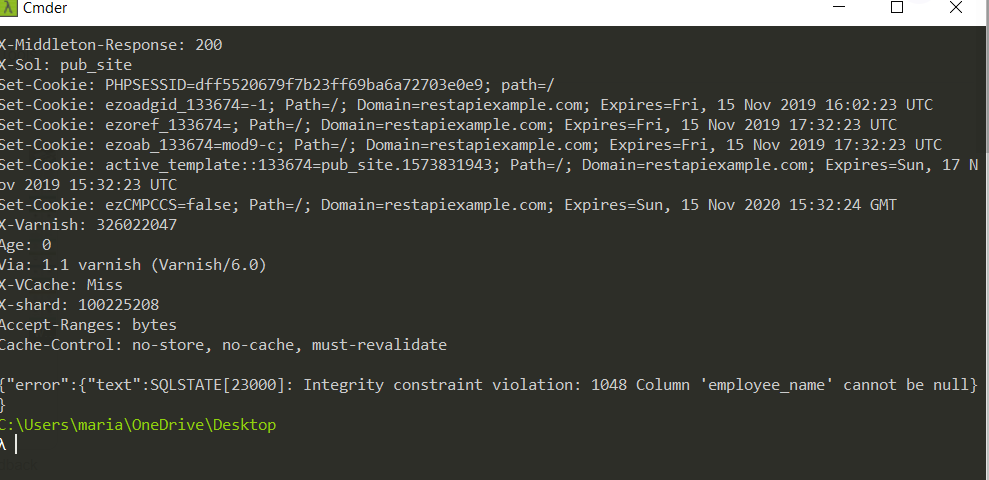 λ Cmder
X-Middleton-Response: 200
X-Sol: pub_site
Set-Cookie: PHPSESSID=dff5520679f7b23ff69ba6a72703e0e9; path=/
Set-Cookie: ezoadgid_133674=-1; Path=/; Domain=restapiexample.com; Expires=Fri, 15 Nov 2019 16:02:23 UTC
Set-Cookie: ezoref_133674=; Path=/; Domain=restapiexample.com; Expires=Fri, 15 Nov 2019 17:32:23 UTC
Set-Cookie: ezoab_133674=mod9-c; Path=/; Domain=restapiexample.com; Expires=Fri, 15 Nov 2019 17:32:23 UTC
Set-Cookie: active_template::133674=pub_site.1573831943; Path=/; Domain=restapiexample.com; Expires=Sun, 17 N
ov 2019 15:32:23 UTC
Set-Cookie: ezCMPCCS=false; Path=/; Domain=restapiexample.com; Expires=Sun, 15 Nov 2020 15:32:24 GMT
X-Varnish: 326022047
Age: 0
Via: 1.1 varnish (Varnish/6.0)
X-VCache: Miss
X-shard: 100225208
Accept-Ranges: bytes
Cache-Control: no-store, no-cache, must-revalidate
{"error":{"text":SQLSTATE[23000]: Integrity constraint violation: 1048 Column 'employee_name' cannot be null}
}
C:\Users\maria\OneDrive\Desktop
λ